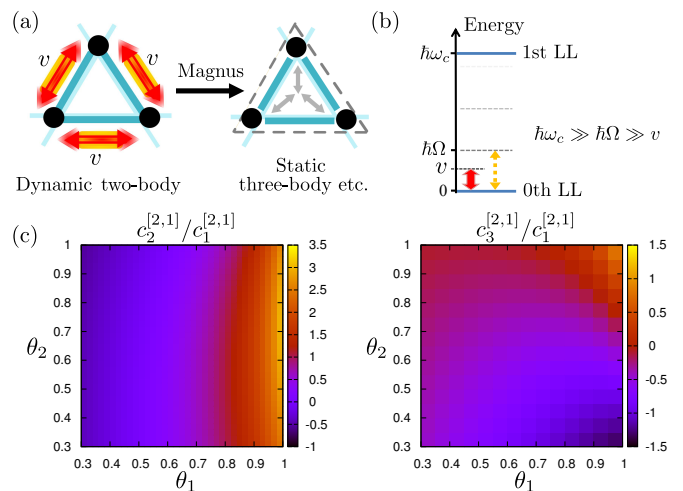 (a)
v
v
v
Magnus
Dynamic two-body
Static
three-body etc.
(b)
Energy
ħω_c
1st LL
ħω_c ≫ ħΩ ≫ v
ħΩ
v
0
0th LL
(c)
c_2^{[2,1]}/c_1^{[2,1]}
1
0.9
0.8
0.7
0.6
0.5
0.4
0.3
θ_2
0.3 0.4 0.5 0.6 0.7 0.8 0.9 1
θ_1
3.5
3
2.5
2
1.5
1
0.5
0
-0.5
-1
c_3^{[2,1]}/c_1^{[2,1]}
1
0.9
0.8
0.7
0.6
0.5
0.4
0.3
θ_2
0.3 0.4 0.5 0.6 0.7 0.8 0.9 1
θ_1
1.5
1
0.5
0
-0.5
-1
-1.5